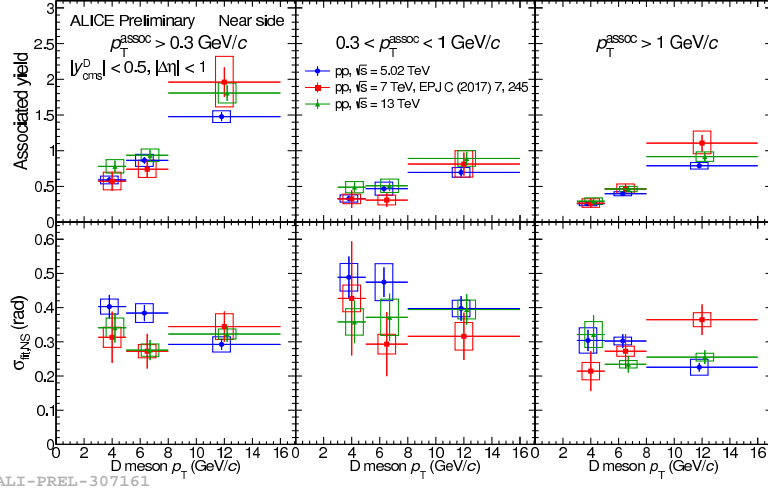 ALICE Preliminary Near side
p_T^assoc > 0.3 GeV/c
|y_cms^D| < 0.5, |Δη| < 1
0.3 < p_T^assoc < 1 GeV/c
pp, √s = 5.02 TeV
pp, √s = 7 TeV, EPJ C (2017) 7, 245
pp, √s = 13 TeV
p_T^assoc > 1 GeV/c
Associated yield
3
2.5
2
1.5
1
0.5
0
σ_fit,NS (rad)
0.6
0.5
0.4
0.3
0.2
0.1
0
0 2 4 6 8 10 12 14 16
D meson p_T (GeV/c)
0 2 4 6 8 10 12 14 16
D meson p_T (GeV/c)
0 2 4 6 8 10 12 14 16
D meson p_T (GeV/c)
ALI-PREL-307161